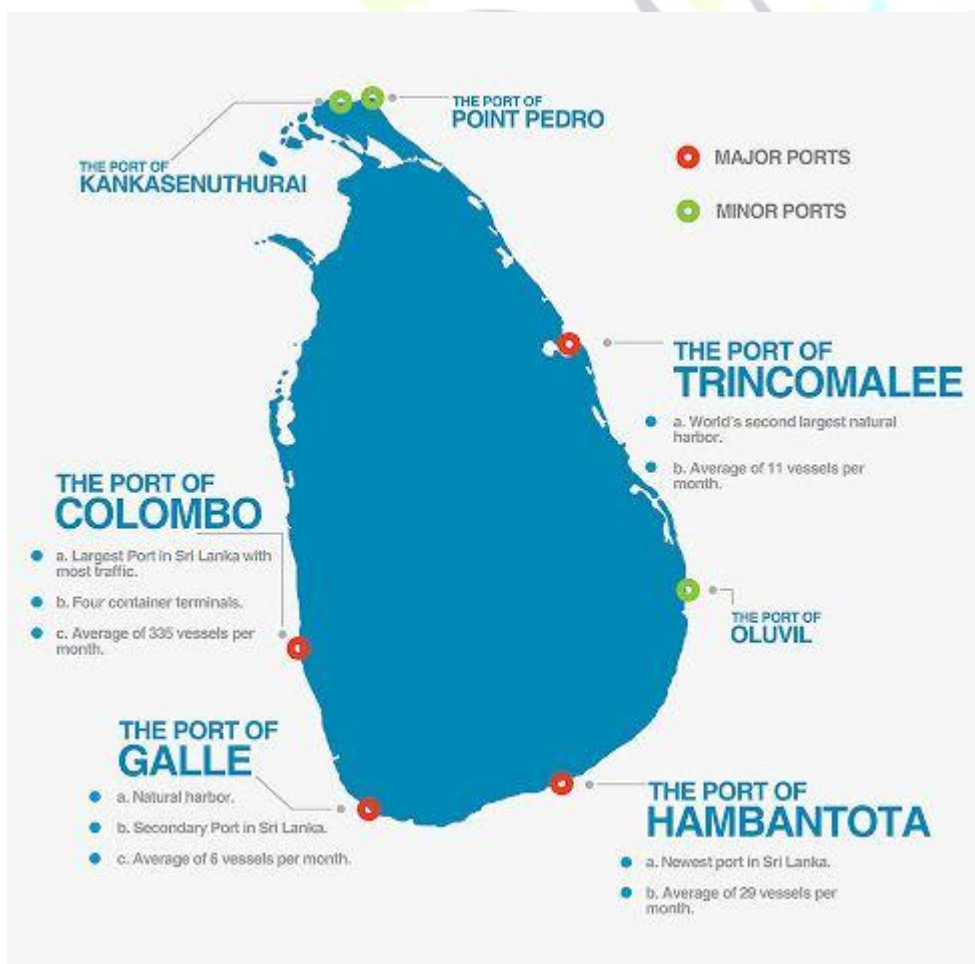 THE PORT OF
POINT PEDRO
THE PORT OF
KANKASENUTHURAI
MAJOR PORTS
MINOR PORTS
THE PORT OF
TRINCOMALEE
a. World's second largest natural
harbor.
b. Average of 11 vessels per
month.
THE PORT OF
COLOMBO
a. Largest Port in Sri Lanka with
most traffic.
b. Four container terminals.
c. Average of 335 vessels per
month.
THE PORT OF
OLUVIL
THE PORT OF
GALLE
a. Natural harbor.
b. Secondary Port in Sri Lanka.
c. Average of 6 vessels per month.
THE PORT OF
HAMBANTOTA
a. Newest port in Sri Lanka.
b. Average of 29 vessels per
month.